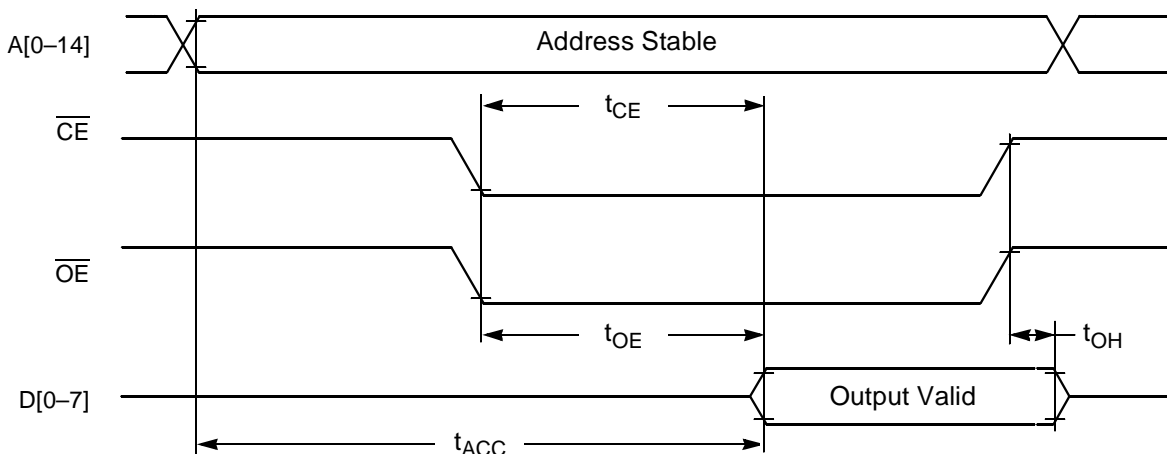 A[0–14] Address Stable
tCE
CE
OE
tOE
tOH
D[0–7] Output Valid
tACC